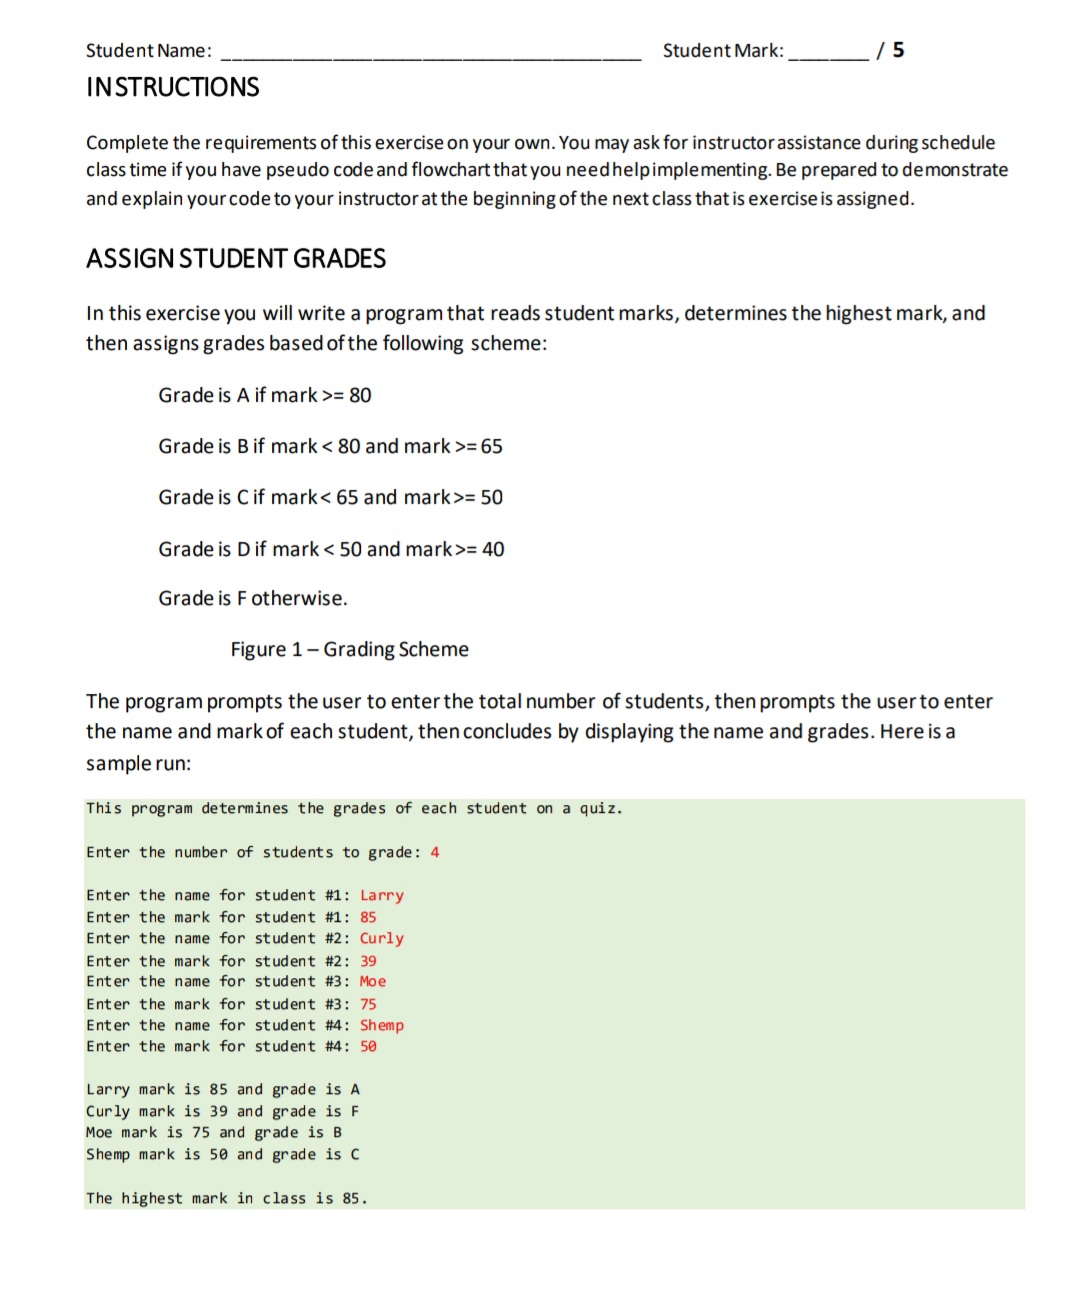 Student Name: ________________________________________ Student Mark: ________ / 5
INSTRUCTIONS
Complete the requirements of this exercise on your own. You may ask for instructor assistance during schedule
class time if you have pseudo code and flowchart that you need help implementing. Be prepared to demonstrate
and explain your code to your instructor at the beginning of the next class that is exercise is assigned.
ASSIGN STUDENT GRADES
In this exercise you will write a program that reads student marks, determines the highest mark, and
then assigns grades based of the following scheme:
Grade is A if mark >= 80
Grade is B if mark < 80 and mark >= 65
Grade is C if mark < 65 and mark >= 50
Grade is D if mark < 50 and mark >= 40
Grade is F otherwise.
Figure 1 – Grading Scheme
The program prompts the user to enter the total number of students, then prompts the user to enter
the name and mark of each student, then concludes by displaying the name and grades. Here is a
sample run:
This program determines the grades of each student on a quiz.
Enter the number of students to grade: 4
Enter the name for student #1: Larry
Enter the mark for student #1: 85
Enter the name for student #2: Curly
Enter the mark for student #2: 39
Enter the name for student #3: Moe
Enter the mark for student #3: 75
Enter the name for student #4: Shemp
Enter the mark for student #4: 50
Larry mark is 85 and grade is A
Curly mark is 39 and grade is F
Moe mark is 75 and grade is B
Shemp mark is 50 and grade is C
The highest mark in class is 85.